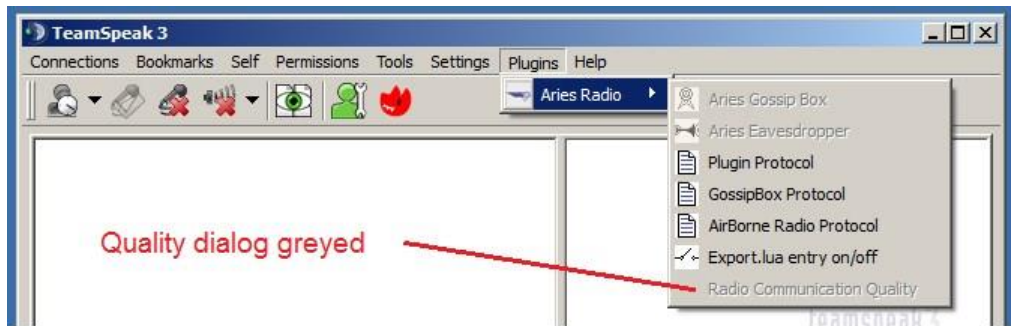 TeamSpeak 3
Connections Bookmarks Self Permissions Tools Settings Plugins Help
Aries Radio
Aries Gossip Box
Aries Eavesdropper
Plugin Protocol
GossipBox Protocol
AirBorne Radio Protocol
Export.lua entry on/off
Radio Communication Quality
Quality dialog greyed